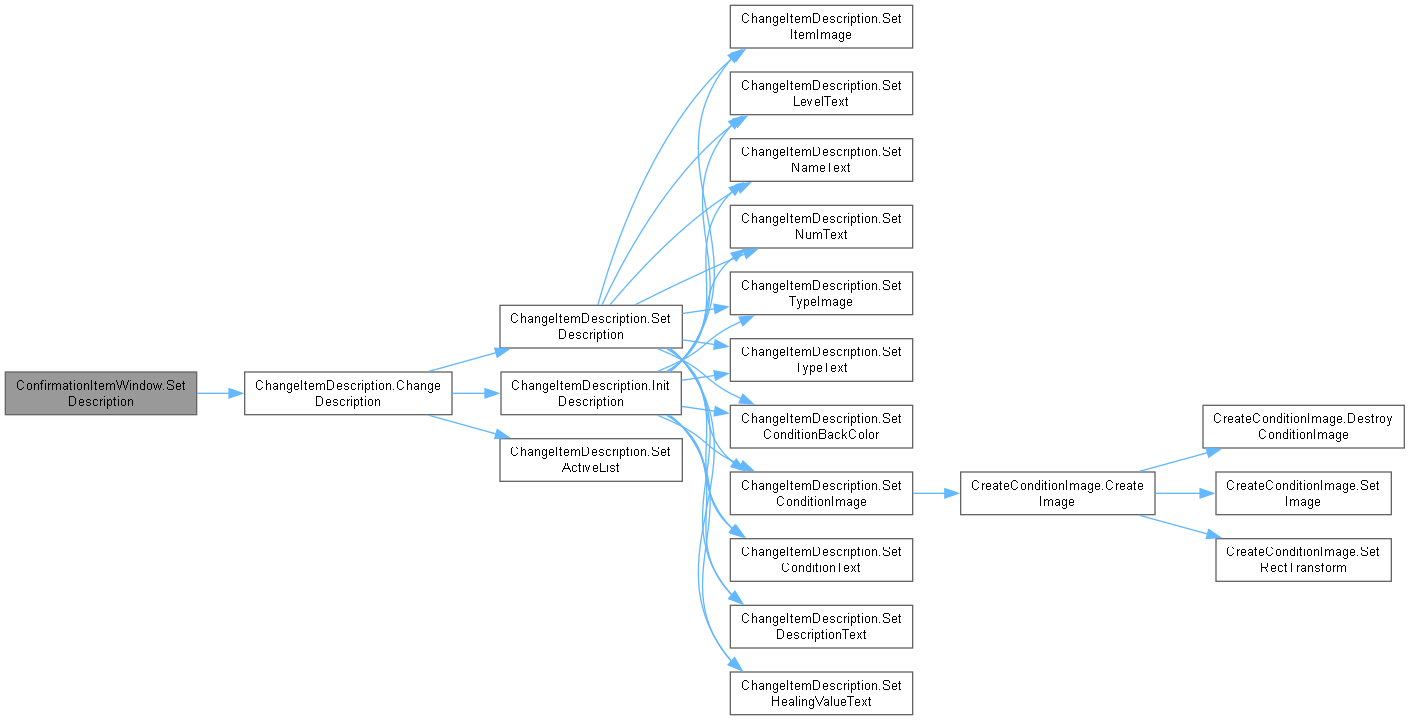 ConfirmationItemWindow.Set
Description
ChangeItemDescription.Change
Description
ChangeItemDescription.Set
Description
ChangeItemDescription.Init
Description
ChangeItemDescription.Set
ActiveList
ChangeItemDescription.Set
ItemImage
ChangeItemDescription.Set
LevelText
ChangeItemDescription.Set
NameText
ChangeItemDescription.Set
NumText
ChangeItemDescription.Set
TypeImage
ChangeItemDescription.Set
TypeText
ChangeItemDescription.Set
ConditionBackColor
ChangeItemDescription.Set
ConditionImage
ChangeItemDescription.Set
ConditionText
ChangeItemDescription.Set
DescriptionText
ChangeItemDescription.Set
HealingValueText
CreateConditionImage.Create
Image
CreateConditionImage.Destroy
ConditionImage
CreateConditionImage.Set
Image
CreateConditionImage.Set
RectTransform